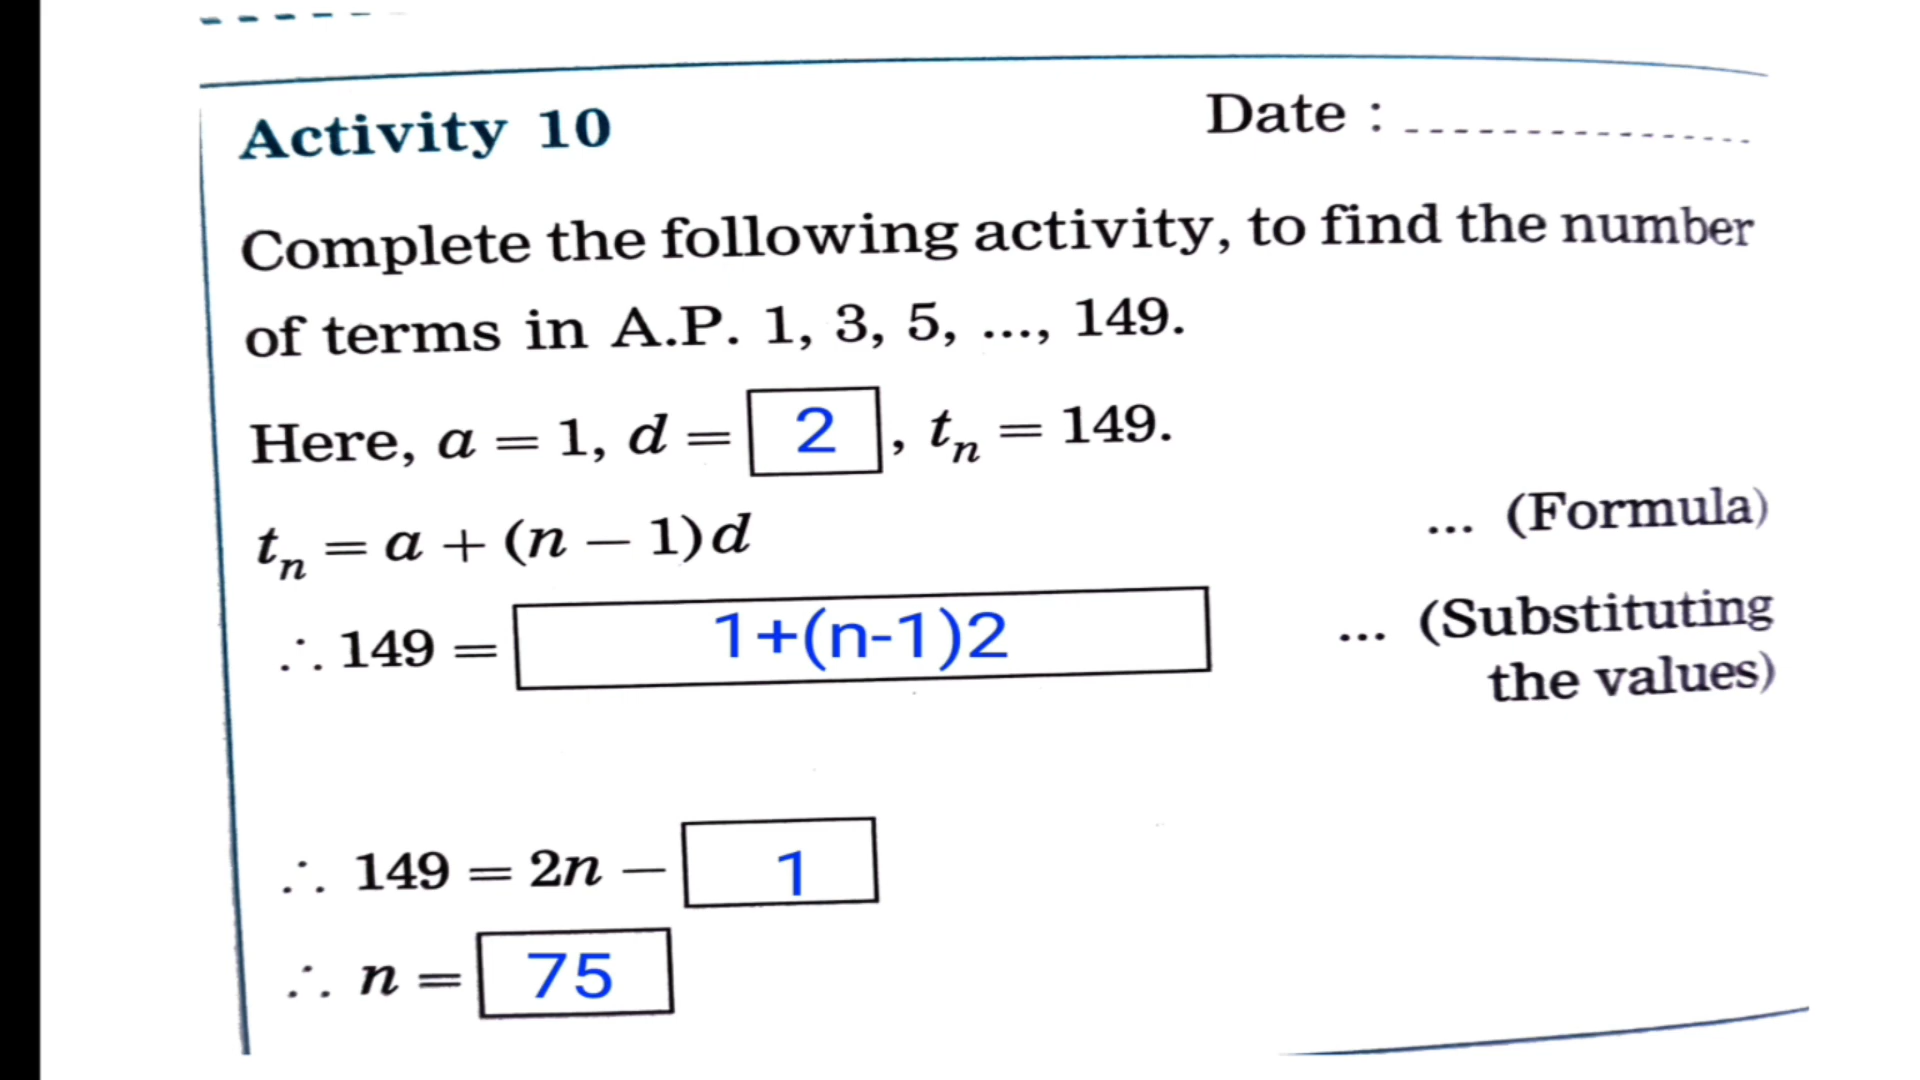 Activity 10
Date :
Complete the following activity, to find the number
of terms in A.P. 1, 3, 5, ..., 149.
Here, a = 1, d = 2, tₙ = 149.
tₙ = a + (n − 1)d ... (Formula)
∴ 149 = 1+(n-1)2 ... (Substituting
the values)
∴ 149 = 2n − 1
∴ n = 75